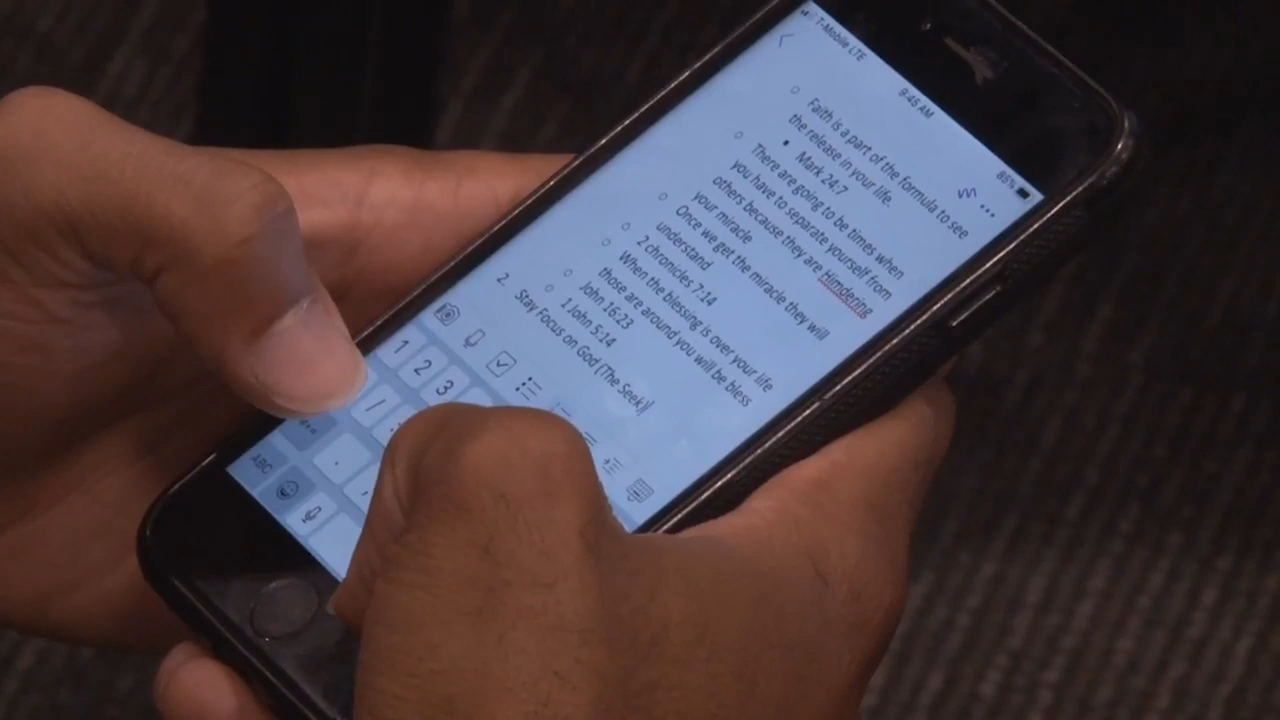 T-Mobile LTE
9:45 AM
85%
Faith is a part of the formula to see
the release in your life.
Mark 24:7
There are going to be times when
you have to separate yourself from
others because they are Himdering
your miracle
Once we get the miracle they will
understand
2 chronicles 7:14
When the blessing is over your life
those are around you will be bless
John 16:23
1 John 5:14
2. Stay Focus on God (The Seek)
1 2 3
/
.
,
ABC